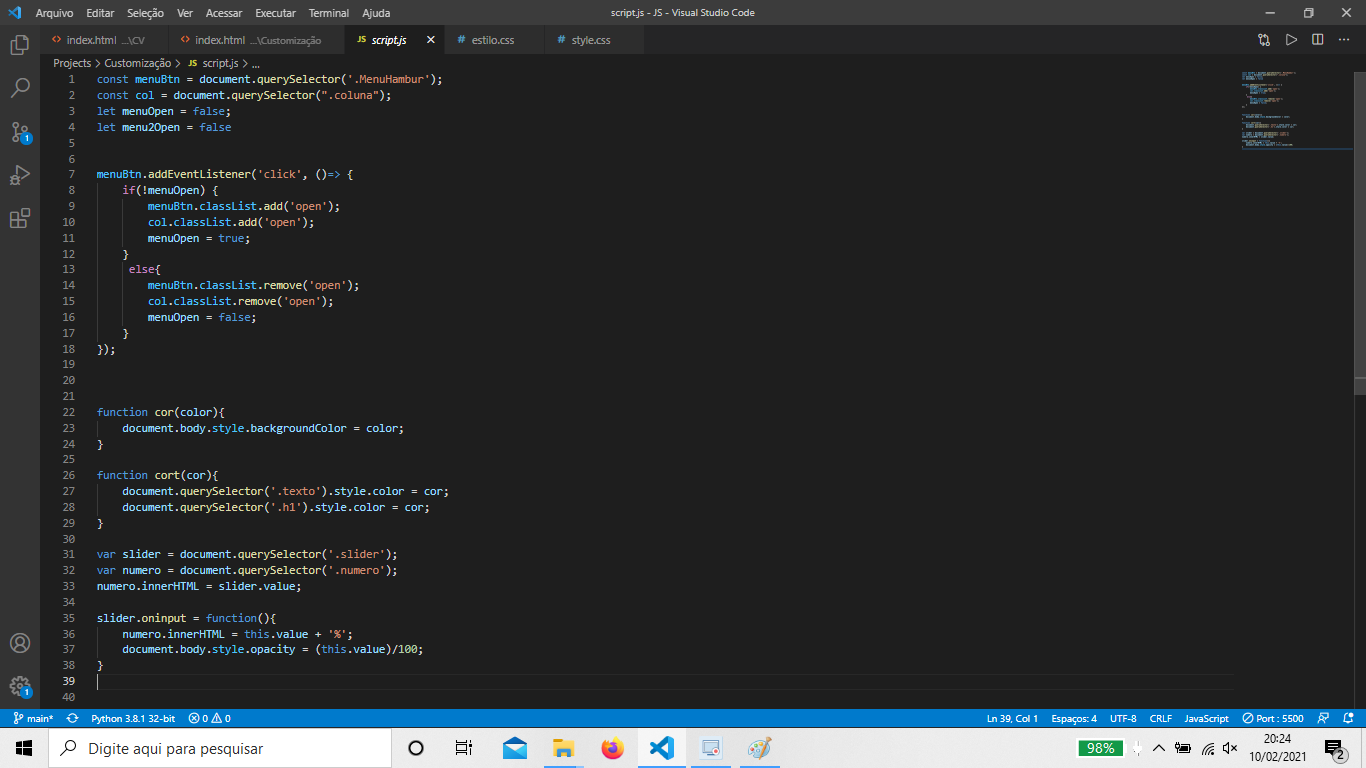 Arquivo Editar Seleção Ver Acessar Executar Terminal Ajuda script.js - JS - Visual Studio Code
index.html ...\CV index.html ...\Customização JS script.js # estilo.css # style.css
Projects > Customização > JS script.js > ...
1 const menuBtn = document.querySelector('.MenuHambur');
2 const col = document.querySelector(".coluna");
3 let menuOpen = false;
4 let menu2Open = false
5
6
7 menuBtn.addEventListener('click', ()=> {
8 if(!menuOpen) {
9 menuBtn.classList.add('open');
10 col.classList.add('open');
11 menuOpen = true;
12 }
13 else{
14 menuBtn.classList.remove('open');
15 col.classList.remove('open');
16 menuOpen = false;
17 }
18 });
19
20
21
22 function cor(color){
23 document.body.style.backgroundColor = color;
24 }
25
26 function cort(cor){
27 document.querySelector('.texto').style.color = cor;
28 document.querySelector('.h1').style.color = cor;
29 }
30
31 var slider = document.querySelector('.slider');
32 var numero = document.querySelector('.numero');
33 numero.innerHTML = slider.value;
34
35 slider.oninput = function(){
36 numero.innerHTML = this.value + '%';
37 document.body.style.opacity = (this.value)/100;
38 }
39
40
1
1
main* Python 3.8.1 32-bit 0 0 Ln 39, Col 1 Espaços: 4 UTF-8 CRLF JavaScript Port : 5500
Digite aqui para pesquisar 98% 20:24
10/02/2021 2